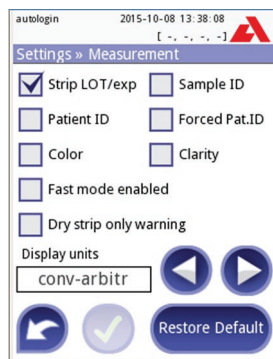 autologin 2015-10-08 13:38:08
[ -, -, -, -]
Settings » Measurement
Strip LOT/exp Sample ID
Patient ID Forced Pat.ID
Color Clarity
Fast mode enabled
Dry strip only warning
Display units
conv-arbitr
Restore Default